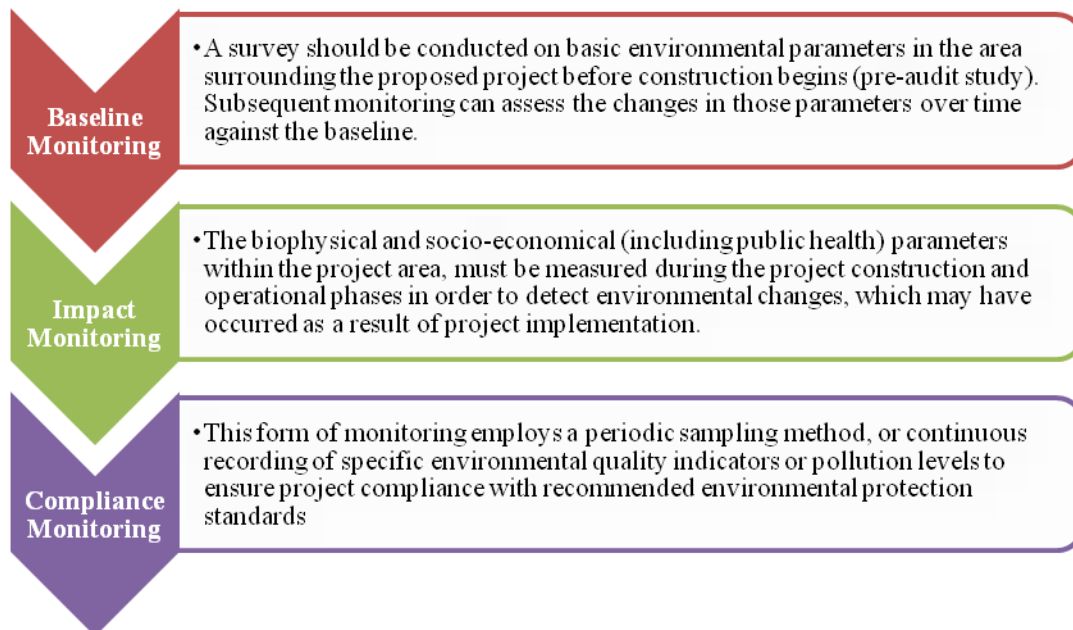 Baseline
Monitoring
•A survey should be conducted on basic environmental parameters in the area
surrounding the proposed project before construction begins (pre-audit study).
Subsequent monitoring can assess the changes in those parameters over time
against the baseline.
Impact
Monitoring
•The biophysical and socio-economical (including public health) parameters
within the project area, must be measured during the project construction and
operational phases in order to detect environmental changes, which may have
occurred as a result of project implementation.
Compliance
Monitoring
•This form of monitoring employs a periodic sampling method, or continuous
recording of specific environmental quality indicators or pollution levels to
ensure project compliance with recommended environmental protection
standards